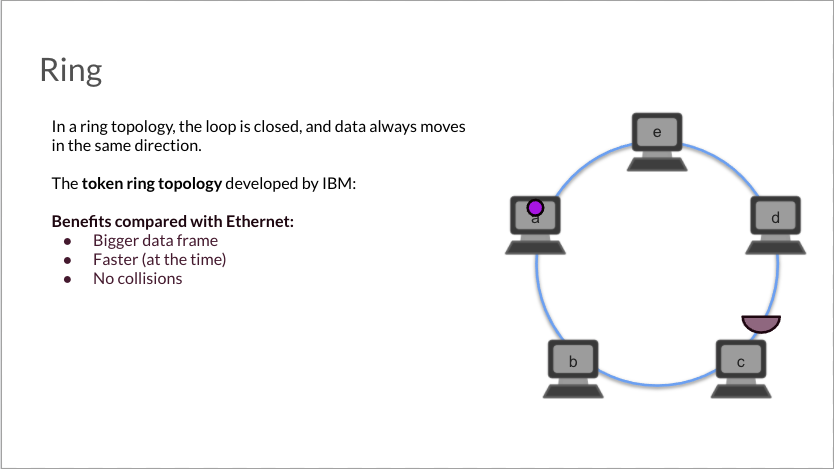 Ring
In a ring topology, the loop is closed, and data always moves
in the same direction.
The token ring topology developed by IBM:
Benefits compared with Ethernet:
● Bigger data frame
● Faster (at the time)
● No collisions
e
a
d
b
c